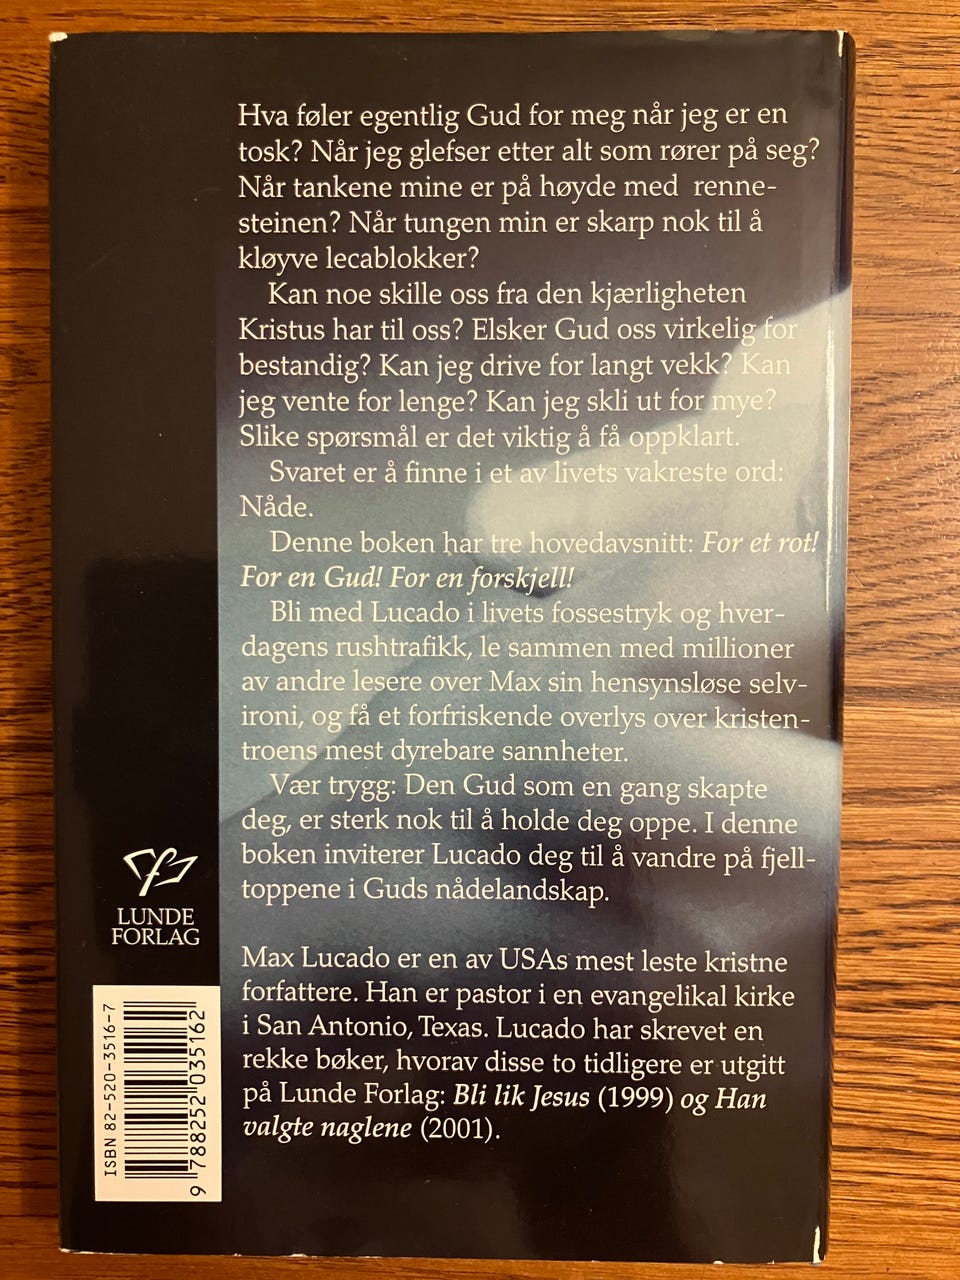 Hva føler egentlig Gud for meg når jeg er en
tosk? Når jeg glefser etter alt som rører på seg?
Når tankene mine er på høyde med renne-
steinen? Når tungen min er skarp nok til å
kløyve lecablokker?
Kan noe skille oss fra den kjærligheten
Kristus har til oss? Elsker Gud oss virkelig for
bestandig? Kan jeg drive for langt vekk? Kan
jeg vente for lenge? Kan jeg skli ut for mye?
Slike spørsmål er det viktig å få oppklart.
Svaret er å finne i et av livets vakreste ord:
Nåde.
Denne boken har tre hovedavsnitt: For et rot!
For en Gud! For en forskjell!
Bli med Lucado i livets fossestryk og hver-
dagens rushtrafikk, le sammen med millioner
av andre lesere over Max sin hensynsløse selv-
ironi, og få et forfriskende overlys over kristen-
troens mest dyrebare sannheter.
Vær trygg: Den Gud som en gang skapte
deg, er sterk nok til å holde deg oppe. I denne
boken inviterer Lucado deg til å vandre på fjell-
toppene i Guds nådelandskap.
Max Lucado er en av USAs mest leste kristne
forfattere. Han er pastor i en evangelikal kirke
i San Antonio, Texas. Lucado har skrevet en
rekke bøker, hvorav disse to tidligere er utgitt
på Lunde Forlag: Bli lik Jesus (1999) og Han
valgte naglene (2001).
LUNDE
FORLAG
ISBN 82-520-3516-7
9 788252 035162